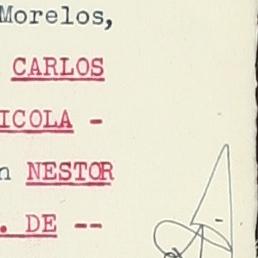 Morelos,
CARLOS
ICOLA -
n NESTOR
. DE --